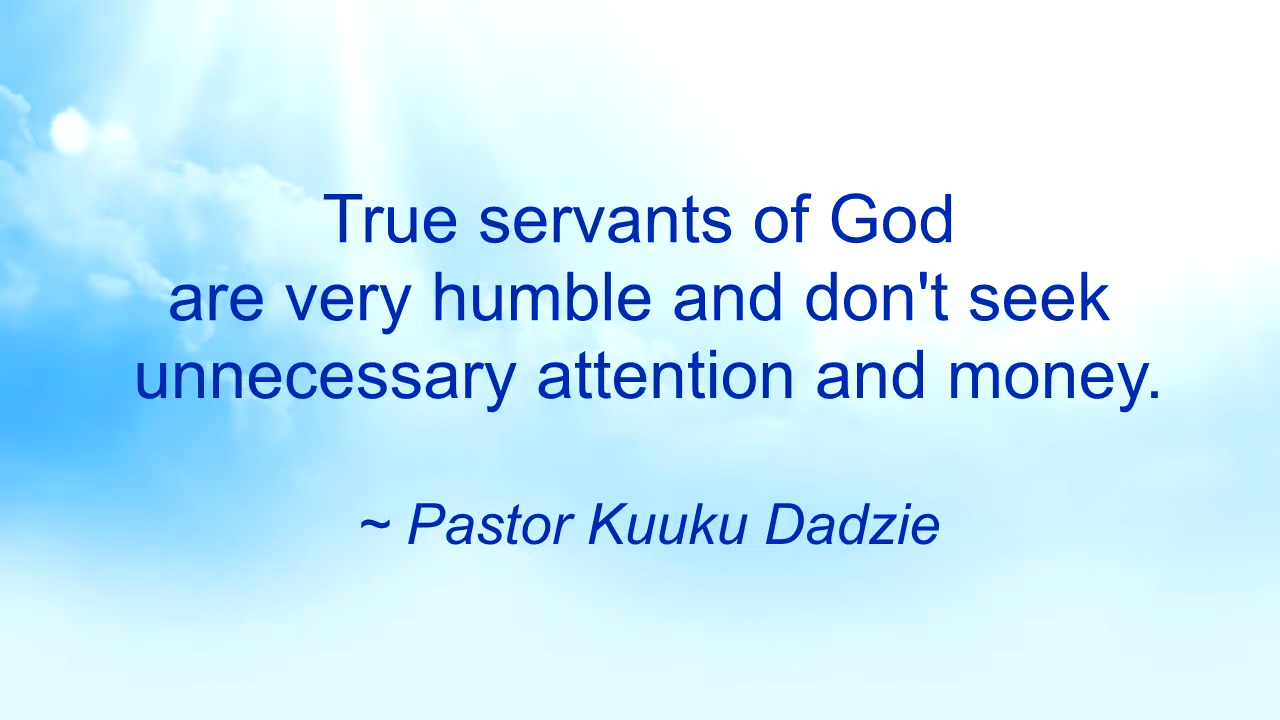 True servants of God
are very humble and don't seek
unnecessary attention and money.
~ Pastor Kuuku Dadzie